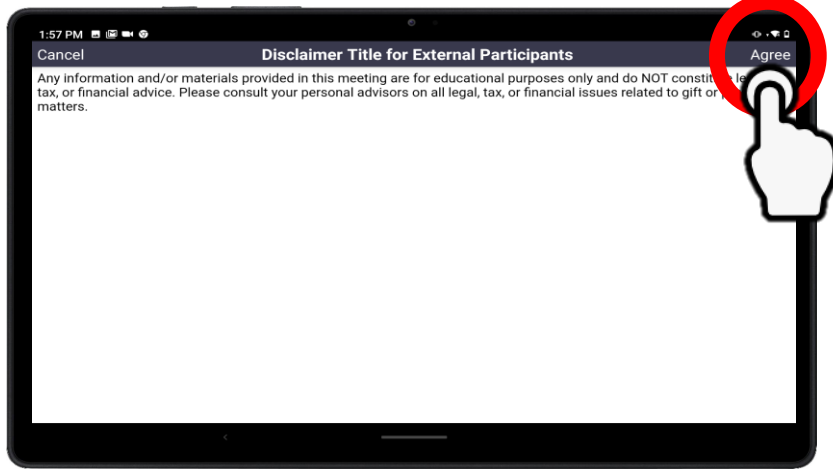 1:57 PM
Cancel Disclaimer Title for External Participants Agree
Any information and/or materials provided in this meeting are for educational purposes only and do NOT constitute
tax, or financial advice. Please consult your personal advisors on all legal, tax, or financial issues related to gift or
matters.